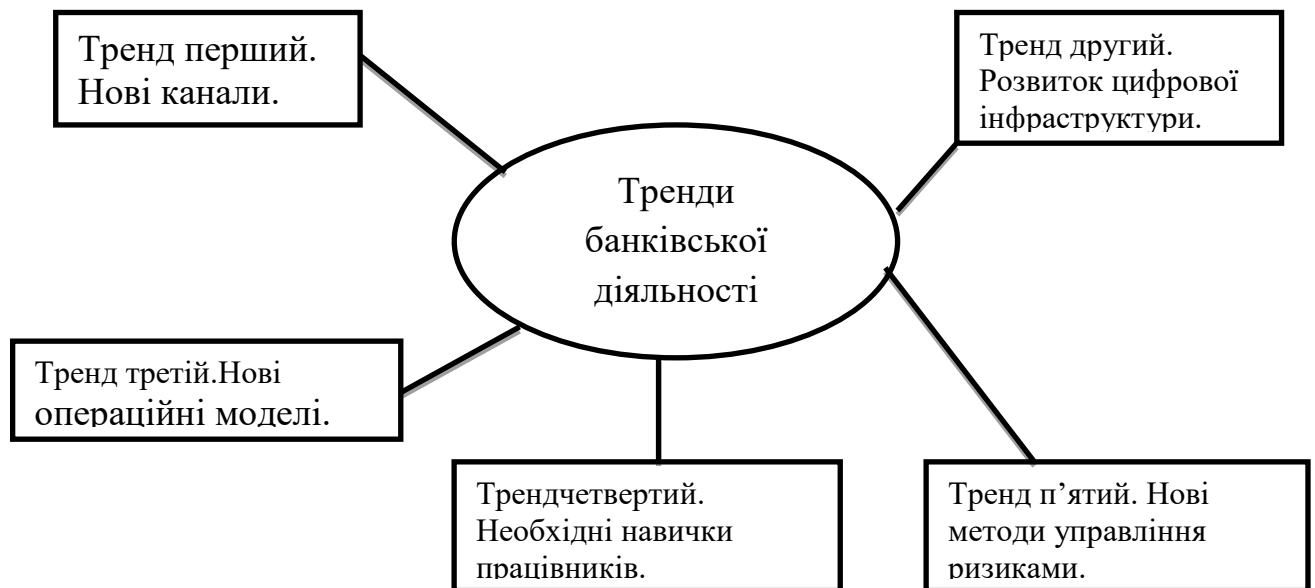 Тренд перший.
Нові канали.
Тренд другий.
Розвиток цифрової
інфраструктури.
Тренди
банківської
діяльності
Тренд третій.Нові
операційні моделі.
Трендчетвертий.
Необхідні навички
працівників.
Тренд п’ятий. Нові
методи управління
ризиками.